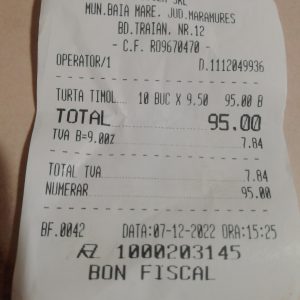 SRL
MUN.BAIA MARE, JUD.MARAMURES
BD.TRAIAN, NR.12
- C.F. RO9670470 -
OPERATOR/1 D.1112049936
TURTA TIMOL 10 BUC X 9.50 95.00 B
TOTAL 95.00
TVA B=9.00% 7.84
TOTAL TVA 7.84
NUMERAR 95.00
BF.0042 DATA:07-12-2022 ORA:15:25
1000203145
BON FISCAL